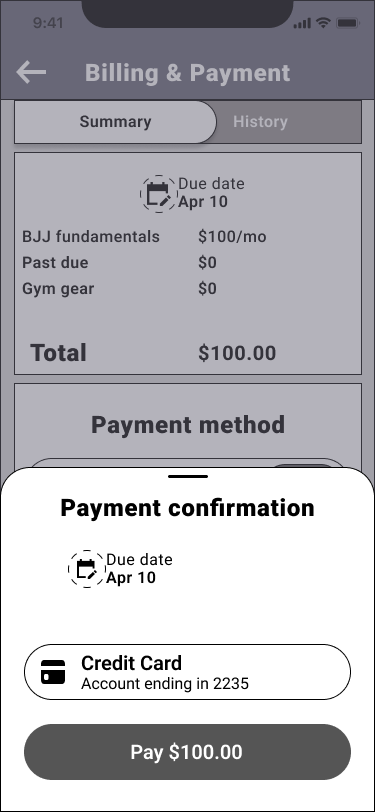 9:41
Billing & Payment
Summary
History
Due date
Apr 10
BJJ fundamentals $100/mo
Past due $0
Gym gear $0
Total $100.00
Payment method
Payment confirmation
Due date
Apr 10
Credit Card
Account ending in 2235
Pay $100.00